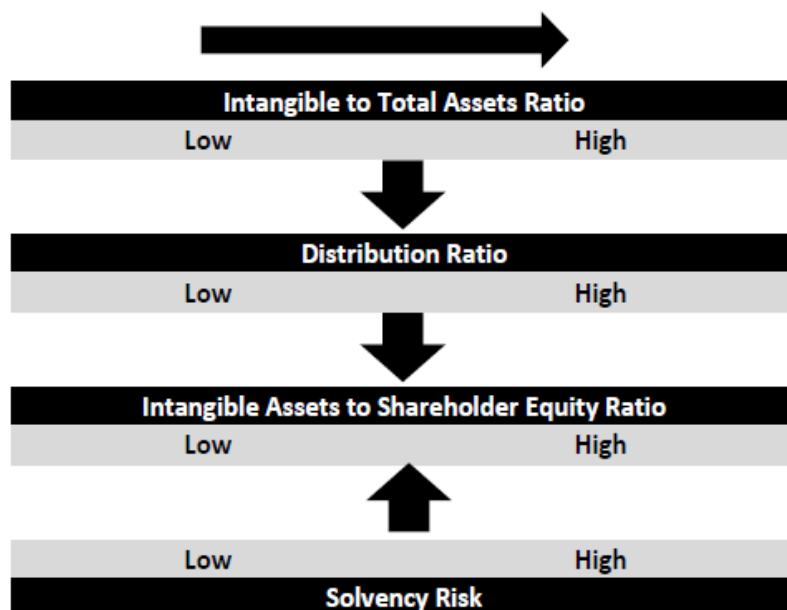 Intangible to Total Assets Ratio
Low High
Distribution Ratio
Low High
Intangible Assets to Shareholder Equity Ratio
Low High
Low High
Solvency Risk